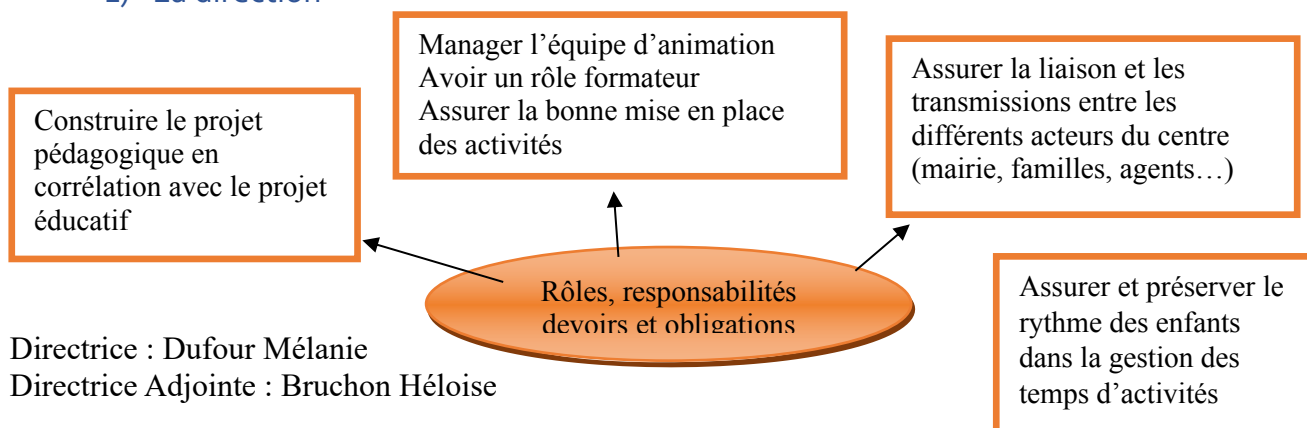 La direction
Manager l’équipe d’animation
Avoir un rôle formateur
Assurer la bonne mise en place
des activités
Assurer la liaison et les
transmissions entre les
différents acteurs du centre
(mairie, familles, agents…)
Construire le projet
pédagogique en
corrélation avec le projet
éducatif
Rôles, responsabilités
devoirs et obligations
Assurer et préserver le
rythme des enfants
dans la gestion des
temps d’activités
Directrice : Dufour Mélanie
Directrice Adjointe : Bruchon Héloise